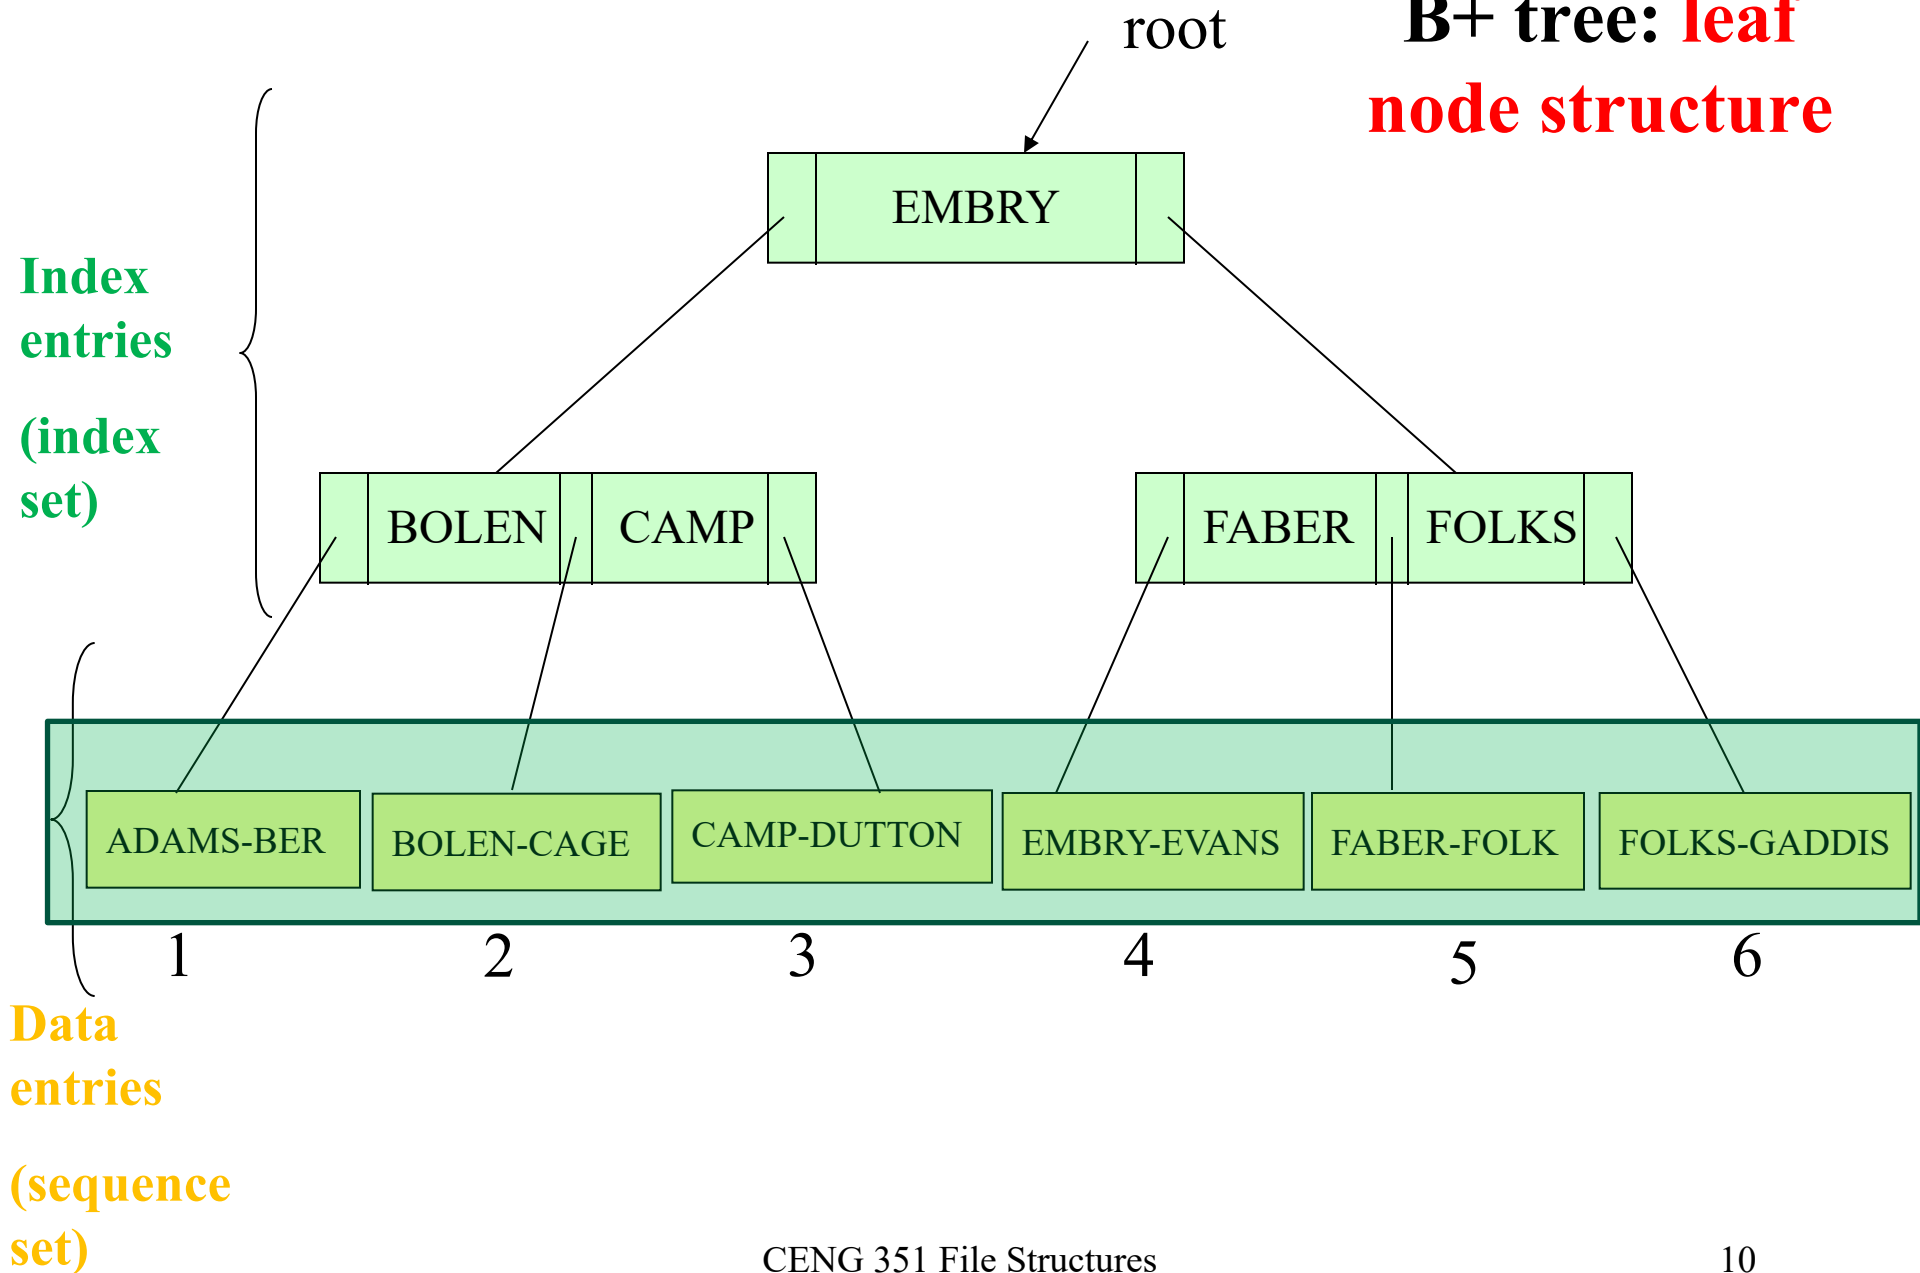 root
B+ tree: leaf
node structure
EMBRY
Index
entries
(index
set)
BOLEN CAMP
FABER FOLKS
ADAMS-BER BOLEN-CAGE CAMP-DUTTON EMBRY-EVANS FABER-FOLK FOLKS-GADDIS
1 2 3 4 5 6
Data
entries
(sequence
set)
CENG 351 File Structures 10